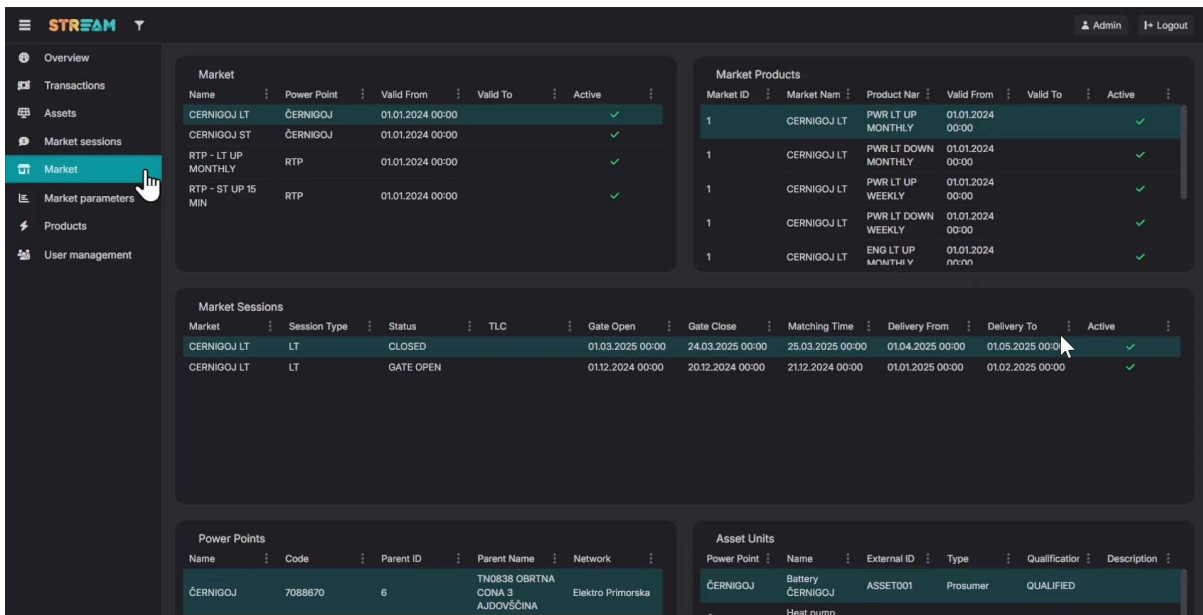 STREAM
Admin
Logout
Overview
Transactions
Assets
Market sessions
Market
Market parameters
Products
User management
Market
Name Power Point Valid From Valid To Active
CERNIGOJ LT ČERNIGOJ 01.01.2024 00:00
CERNIGOJ ST ČERNIGOJ 01.01.2024 00:00
RTP - LT UP
MONTHLY RTP 01.01.2024 00:00
RTP - ST UP 15
MIN RTP 01.01.2024 00:00
Market Products
Market ID Market Nam Product Nar Valid From Valid To Active
1 CERNIGOJ LT PWR LT UP 01.01.2024
MONTHLY 00:00
1 CERNIGOJ LT PWR LT DOWN 01.01.2024
MONTHLY 00:00
1 CERNIGOJ LT PWR LT UP 01.01.2024
WEEKLY 00:00
1 CERNIGOJ LT PWR LT DOWN 01.01.2024
WEEKLY 00:00
1 CERNIGOJ LT ENG LT UP 01.01.2024
MONTHLY 00:00
Market Sessions
Market Session Type Status TLC Gate Open Gate Close Matching Time Delivery From Delivery To Active
CERNIGOJ LT LT CLOSED 01.03.2025 00:00 24.03.2025 00:00 25.03.2025 00:00 01.04.2025 00:00 01.05.2025 00:00
CERNIGOJ LT LT GATE OPEN 01.12.2024 00:00 20.12.2024 00:00 21.12.2024 00:00 01.01.2025 00:00 01.02.2025 00:00
Power Points
Name Code Parent ID Parent Name Network
ČERNIGOJ 7088670 6 TN0838 OBRTNA
CONA 3 Elektro Primorska
AJDOVŠČINA
Asset Units
Power Point Name External ID Type Qualificatior Description
ČERNIGOJ Battery ASSET001 Prosumer QUALIFIED
ČERNIGOJ
Heat pump